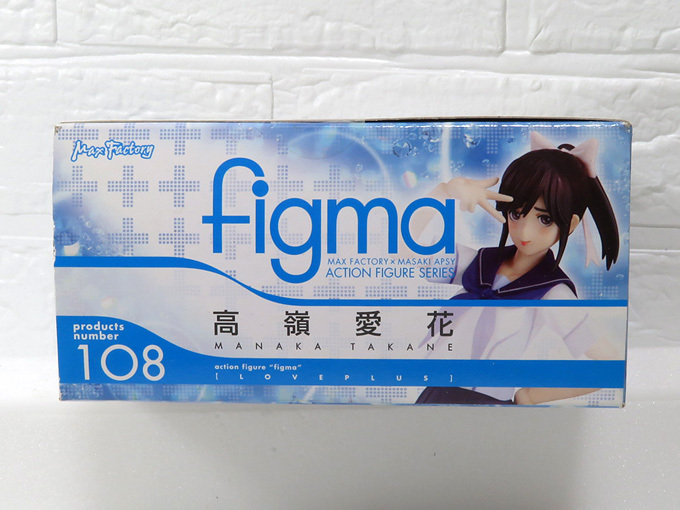 Max Factory
figma
MAX FACTORY × MASAKI APSY
ACTION FIGURE SERIES
高嶺愛花
MANAKA TAKANE
products
number
108
action figure "figma"
[LOVEPLUS]